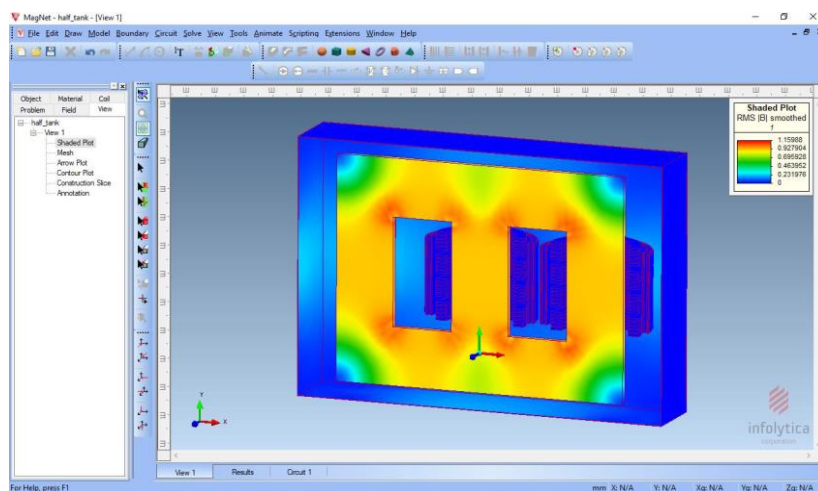 MagNet - half_tank - [View 1]
File Edit Draw Model Boundary Circuit Solve View Tools Animate Scripting Extensions Window Help
Object Material Coil
Problem Field View
half_tank
View 1
Shaded Plot
Mesh
Arrow Plot
Contour Plot
Construction Slice
Annotation
Shaded Plot
RMS |B| smoothed
f
1.15988
0.927904
0.695928
0.463952
0.231976
0
Y
X
infolytica
corporation
View 1 Results Circuit 1
For Help, press F1
mm X: N/A Y: N/A Xg: N/A Yg: N/A Zg: N/A